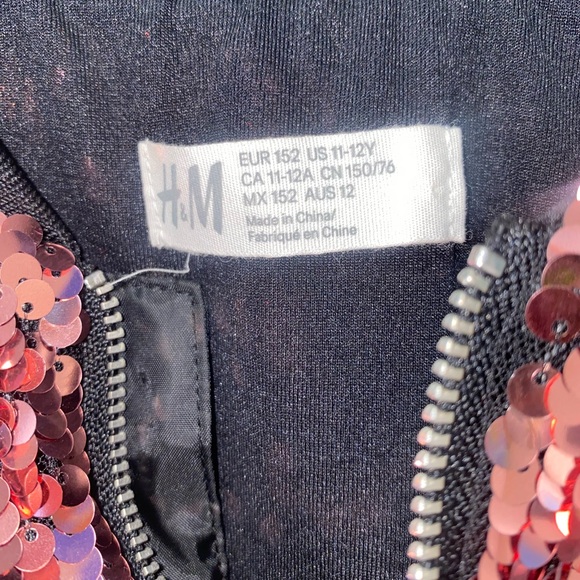 H&M
EUR 152 US 11-12Y
CA 11-12A CN 150/76
MX 152 AUS 12
Made in China/
Fabriqué en Chine